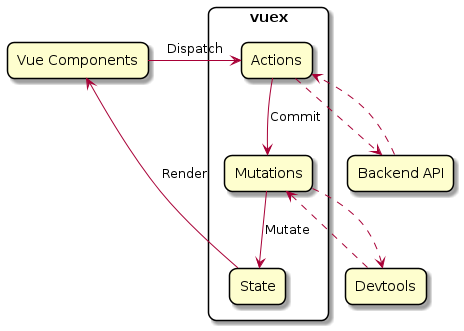 vuex
Dispatch
Vue Components
Actions
Commit
Render
Mutations
Backend API
Mutate
State
Devtools